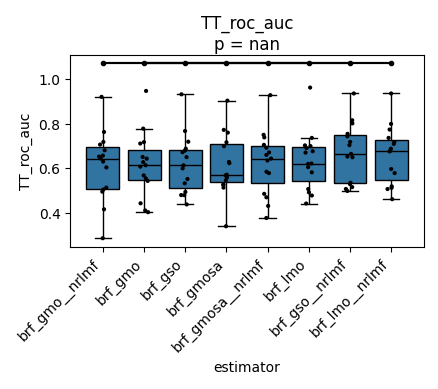 TT_roc_auc
p = nan
TT_roc_auc
1.0
0.8
0.6
0.4
brf_gmo__nrlmf
brf_gmo
brf_gso
brf_gmosa
brf_gmosa__nrlmf
brf_lmo
brf_gso__nrlmf
brf_lmo__nrlmf
estimator